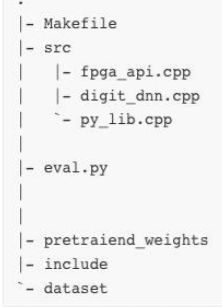 .
|- Makefile
|- src
|   |- fpga_api.cpp
|   |- digit_dnn.cpp
|   `- py_lib.cpp
|
|- eval.py
|
|
|- pretraiend_weights
|- include
`- dataset